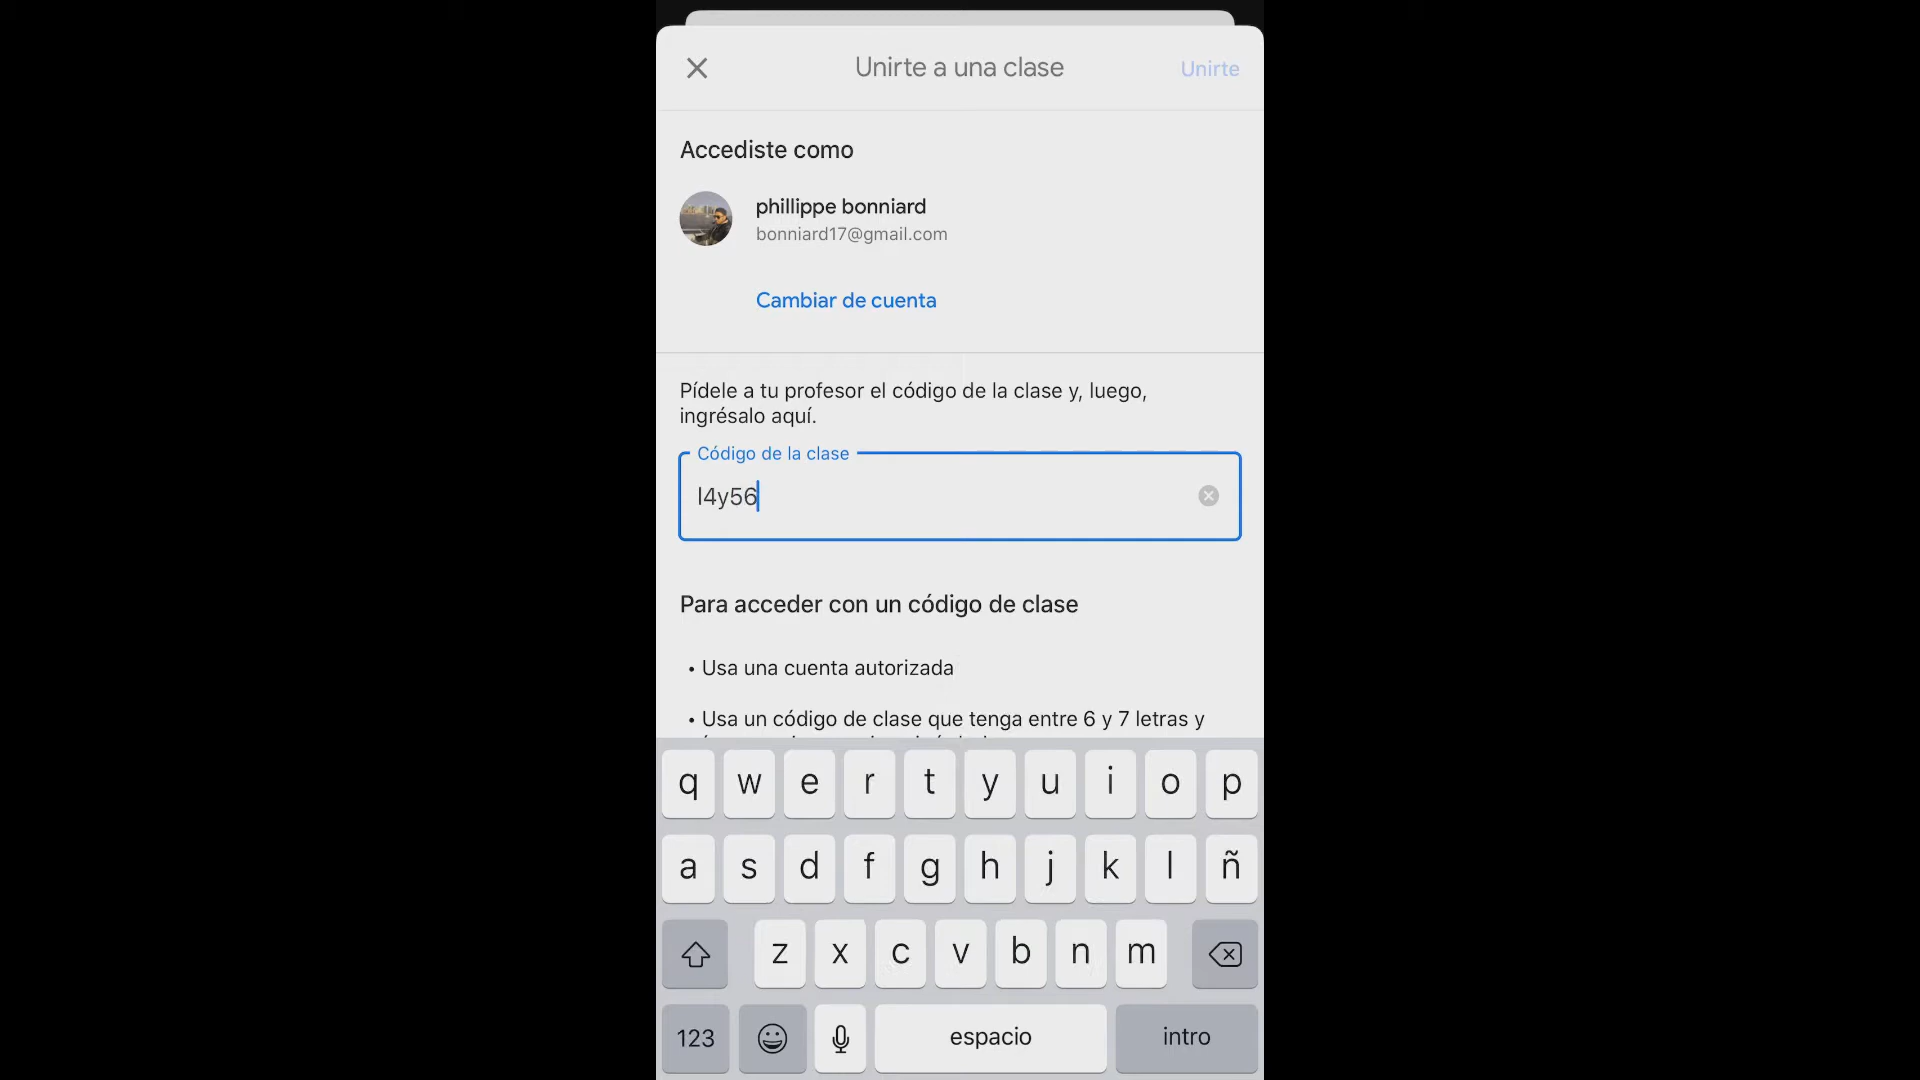 Unirte a una clase
Unirte
Accediste como
phillippe bonniard
bonniard17@gmail.com
Cambiar de cuenta
Pídele a tu profesor el código de la clase y, luego,
ingrésalo aquí.
Código de la clase
l4y56
Para acceder con un código de clase
• Usa una cuenta autorizada
• Usa un código de clase que tenga entre 6 y 7 letras y
q w e r t y u i o p
a s d f g h j k l ñ
z x c v b n m
123 espacio intro